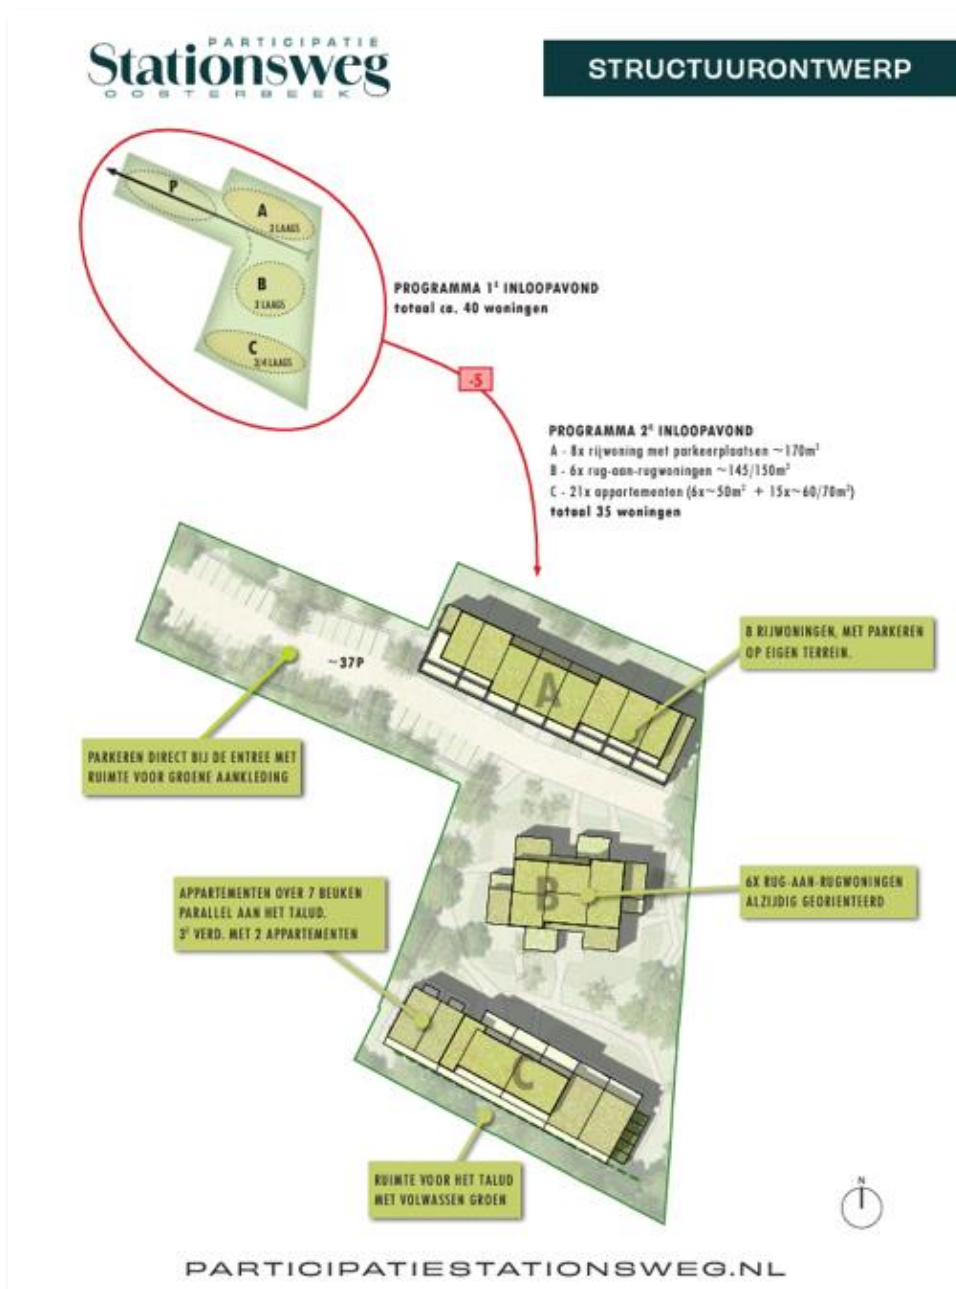 PARTICIPATIE
Stationsweg
OOSTERBEEK
STRUCTUURONTWERP
P
A
3 LAAGS
B
3 LAAGS
C
3/4 LAAGS
PROGRAMMA 1ᴱ INLOOPAVOND
totaal ca. 40 woningen
-5
PROGRAMMA 2ᴱ INLOOPAVOND
A - 8x rijwoning met parkeerplaatsen ~170m²
B - 6x rug-aan-rugwoningen ~145/150m²
C - 21x appartementen (6x~50m² + 15x~60/70m²)
totaal 35 woningen
8 RIJWONINGEN, MET PARKEREN
OP EIGEN TERREIN.
~37P
A
PARKEREN DIRECT BIJ DE ENTREE MET
RUIMTE VOOR GROENE AANKLEDING
B
6X RUG-AAN-RUGWONINGEN
ALZIJDIG GEORIENTEERD
APPARTEMENTEN OVER 7 BEUKEN
PARALLEL AAN HET TALUD.
3ᴱ VERD. MET 2 APPARTEMENTEN
C
RUIMTE VOOR HET TALUD
MET VOLWASSEN GROEN
N
PARTICIPATIESTATIONSWEG.NL